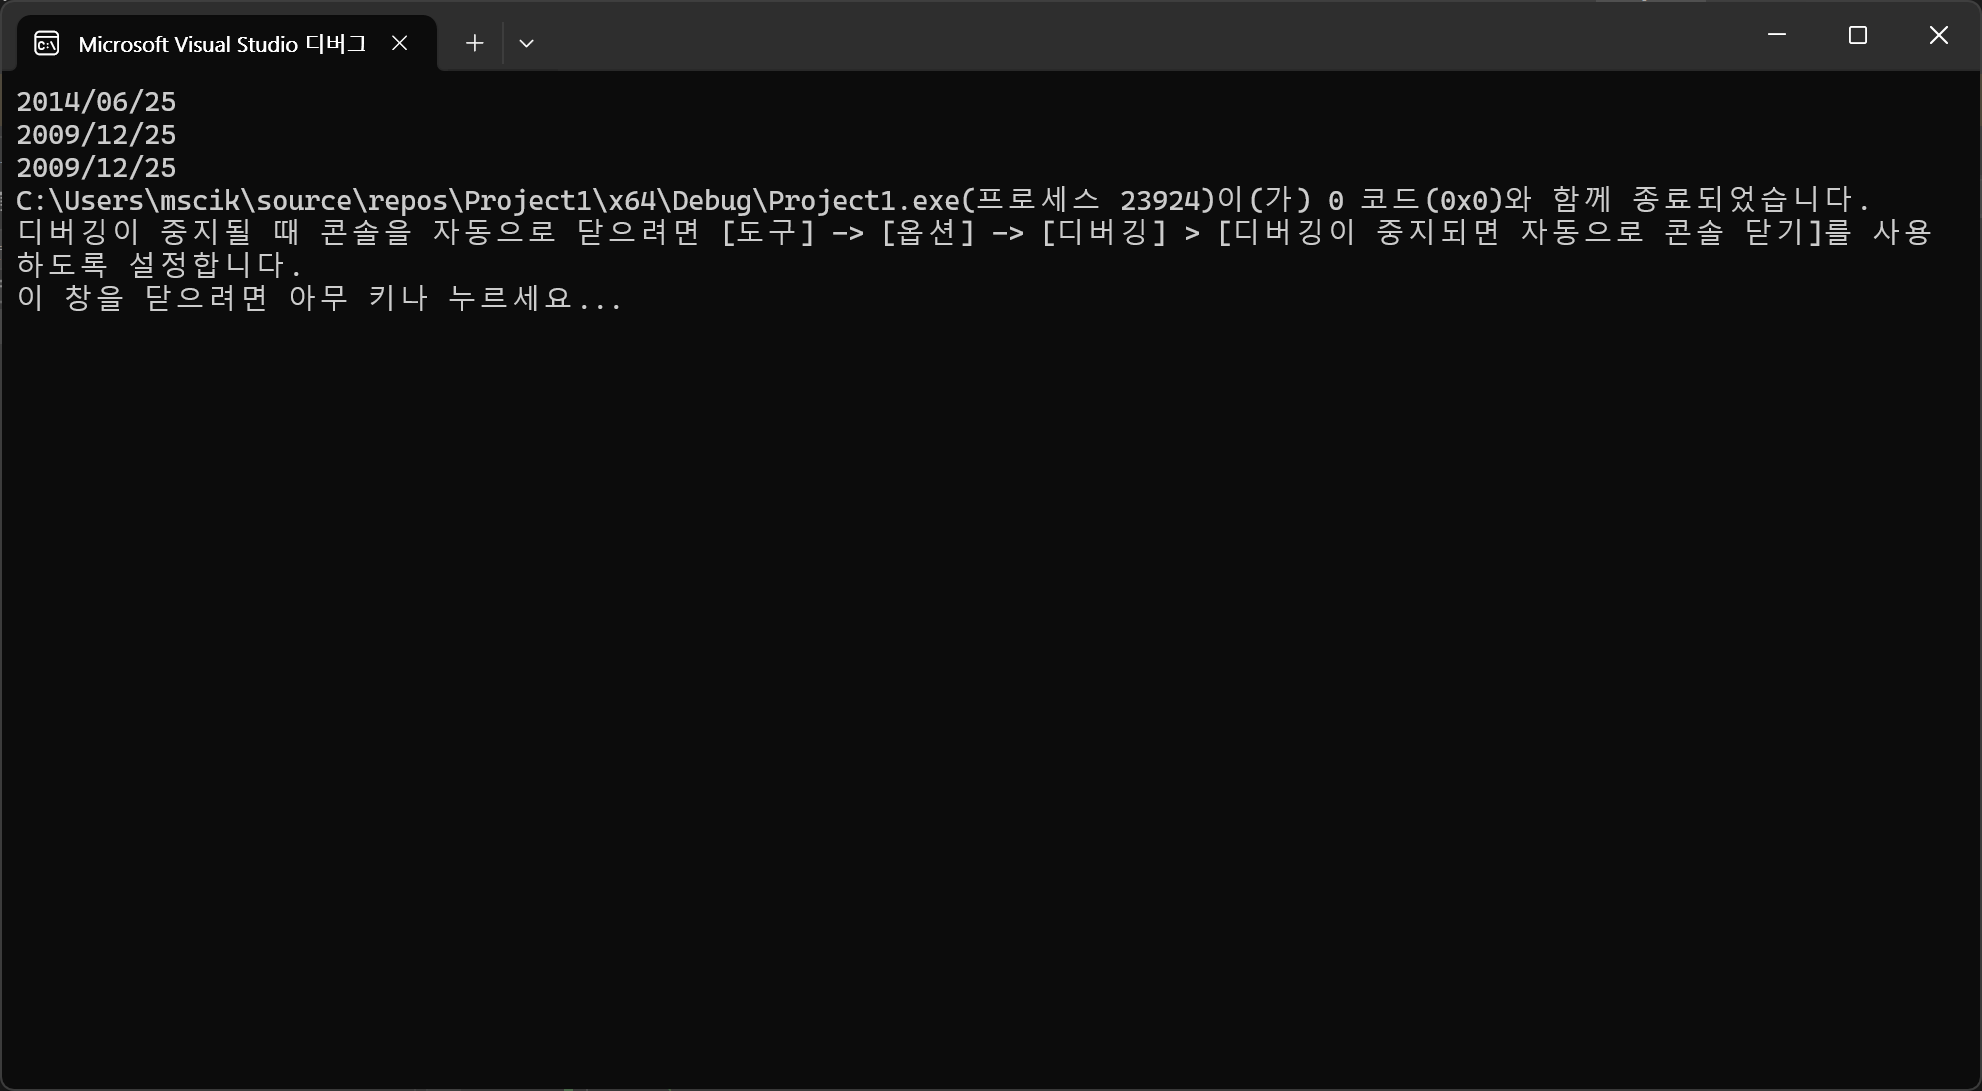 Microsoft Visual Studio 디버그
2014/06/25
2009/12/25
2009/12/25
C:\Users\mscik\source\repos\Project1\x64\Debug\Project1.exe(프로세스 23924)이(가) 0 코드(0x0)와 함께 종료되었습니다.
디버깅이 중지될 때 콘솔을 자동으로 닫으려면 [도구] -> [옵션] -> [디버깅] > [디버깅이 중지되면 자동으로 콘솔 닫기]를 사용
하도록 설정합니다.
이 창을 닫으려면 아무 키나 누르세요...